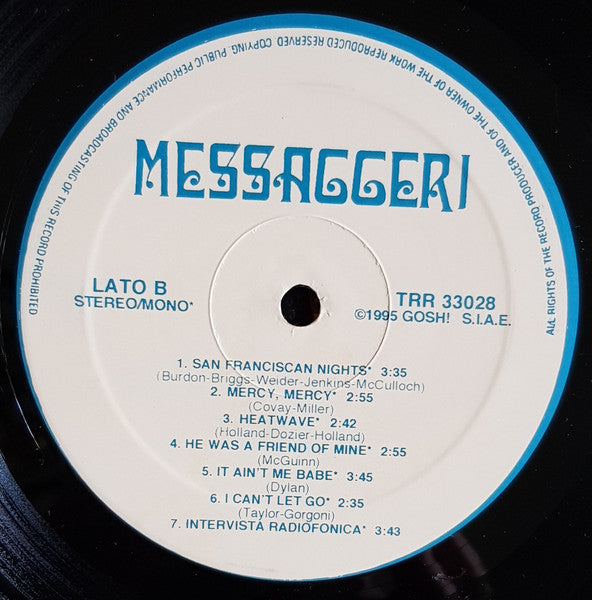 ALL RIGHTS OF THE RECORD PRODUCER AND OF THE OWNER OF THE WORK REPRODUCED RESERVED. COPYING, PUBLIC PERFORMANCE AND BROADCASTING OF THIS RECORD PROHIBITED
MESSAGGERI
LATO B
STEREO/MONO*
TRR 33028
©1995 GOSH! S.I.A.E.
1. SAN FRANCISCAN NIGHTS* 3:35
(Burdon-Briggs-Weider-Jenkins-McCulloch)
2. MERCY, MERCY* 2:55
(Covay-Miller)
3. HEATWAVE* 2:42
(Holland-Dozier-Holland)
4. HE WAS A FRIEND OF MINE* 2:55
(McGuinn)
5. IT AIN'T ME BABE* 3:45
(Dylan)
6. I CAN'T LET GO* 2:35
(Taylor-Gorgoni)
7. INTERVISTA RADIOFONICA* 3:43